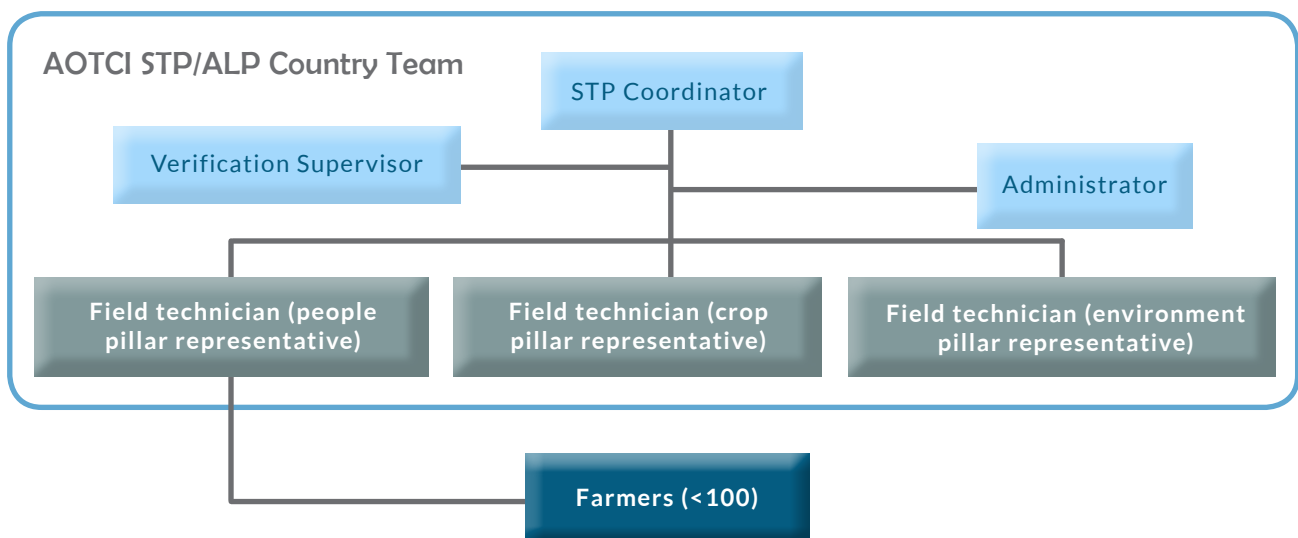 AOTCI STP/ALP Country Team
STP Coordinator
Verification Supervisor
Administrator
Field technician (people
pillar representative)
Field technician (crop
pillar representative)
Field technician (environment
pillar representative)
Farmers (<100)